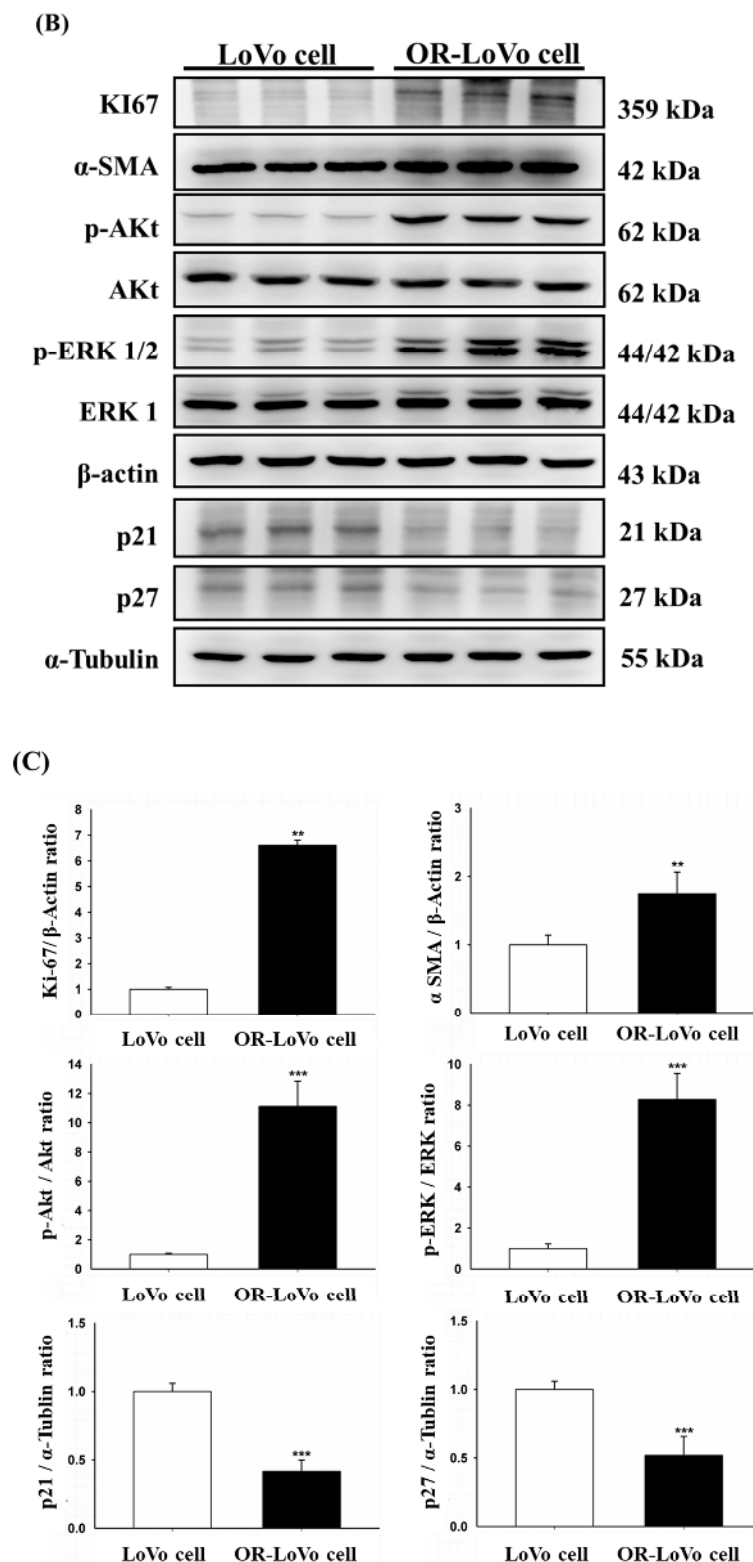 (B)
LoVo cell OR-LoVo cell
KI67 359 kDa
α-SMA 42 kDa
p-AKt 62 kDa
AKt 62 kDa
p-ERK 1/2 44/42 kDa
ERK 1 44/42 kDa
β-actin 43 kDa
p21 21 kDa
p27 27 kDa
α-Tubulin 55 kDa
(C)
Ki-67/ β-Actin ratio
8
7
6
5
4
3
2
1
0
**
LoVo cell OR-LoVo cell
α SMA / β-Actin ratio
3
2
1
0
**
LoVo cell OR-LoVo cell
p-Akt / Akt ratio
14
12
10
8
6
4
2
0
***
LoVo cell OR-LoVo cell
p-ERK / ERK ratio
10
8
6
4
2
0
***
LoVo cell OR-LoVo cell
p21 / α-Tublin ratio
1.5
1.0
0.5
0.0
***
LoVo cell OR-LoVo cell
p27 / α-Tublin ratio
1.5
1.0
0.5
0.0
***
LoVo cell OR-LoVo cell